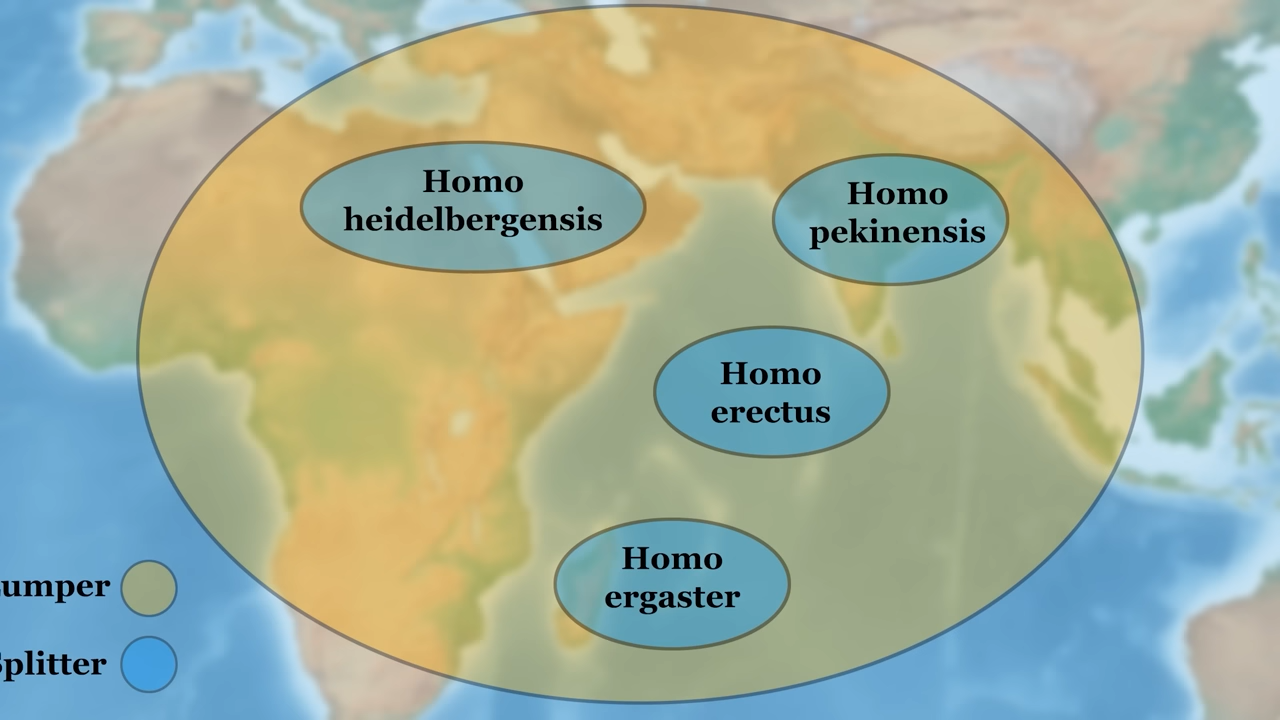 Homo
heidelbergensis
Homo
pekinensis
Homo
erectus
Homo
ergaster
umper
plitter